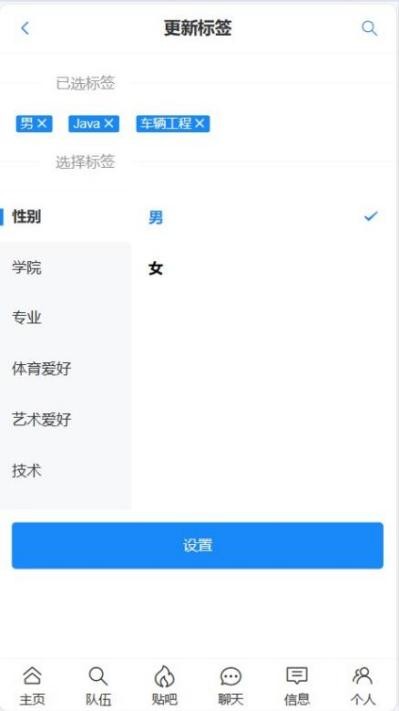 更新标签
已选标签
男 × Java × 车辆工程 ×
选择标签
性别 男
学院 女
专业
体育爱好
艺术爱好
技术
设置
主页 队伍 贴吧 聊天 信息 个人